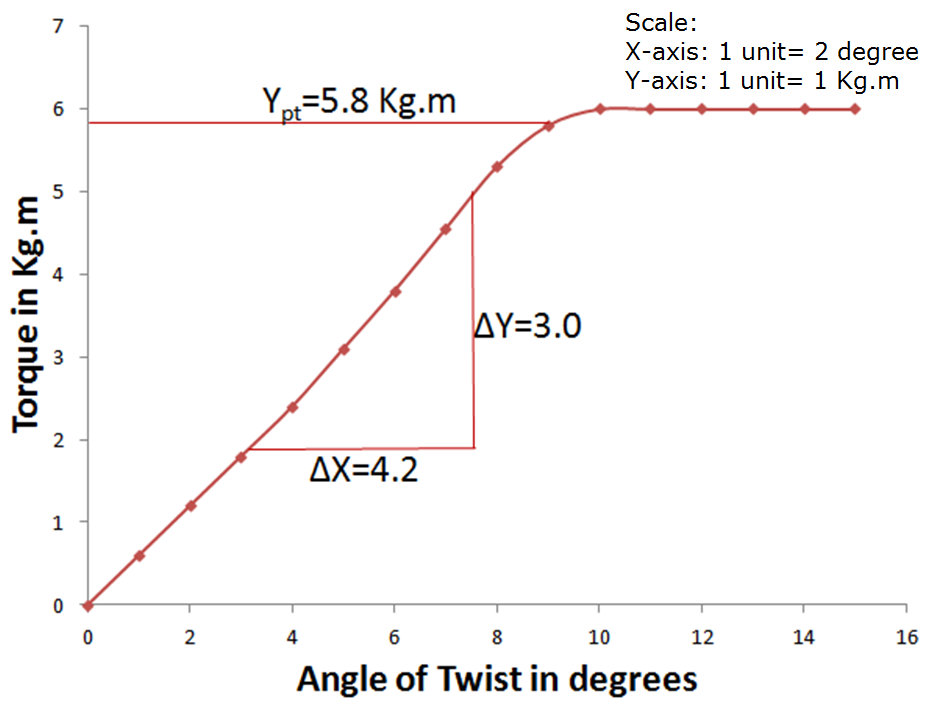 Scale:
X-axis: 1 unit= 2 degree
Y-axis: 1 unit= 1 Kg.m
7
6
5
4
3
2
1
0
Torque in Kg.m
Ypt=5.8 Kg.m
ΔY=3.0
ΔX=4.2
0 2 4 6 8 10 12 14 16
Angle of Twist in degrees